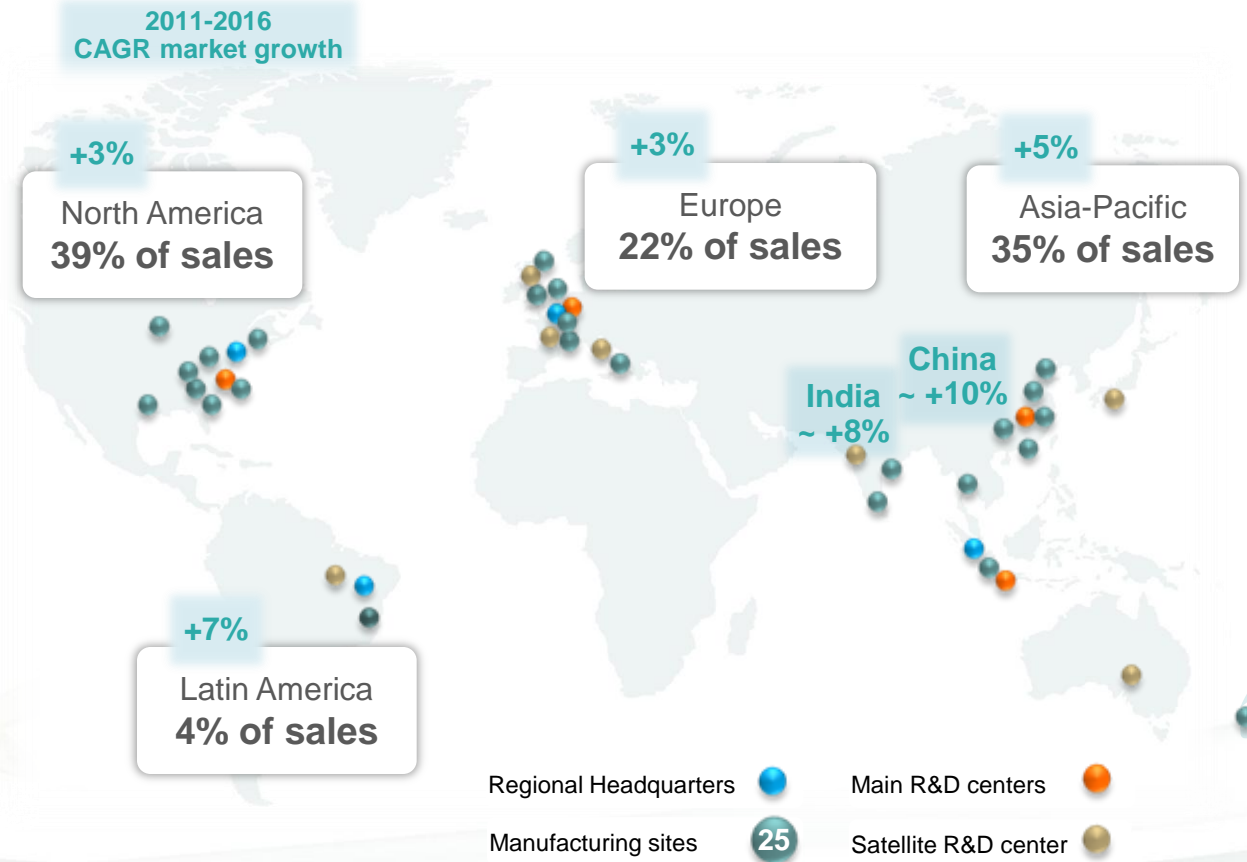 2011-2016
CAGR market growth
+3%
North America
39% of sales
+3%
Europe
22% of sales
+5%
Asia-Pacific
35% of sales
China
~ +10%
India
~ +8%
+7%
Latin America
4% of sales
Regional Headquarters
Main R&D centers
Manufacturing sites
25
Satellite R&D center